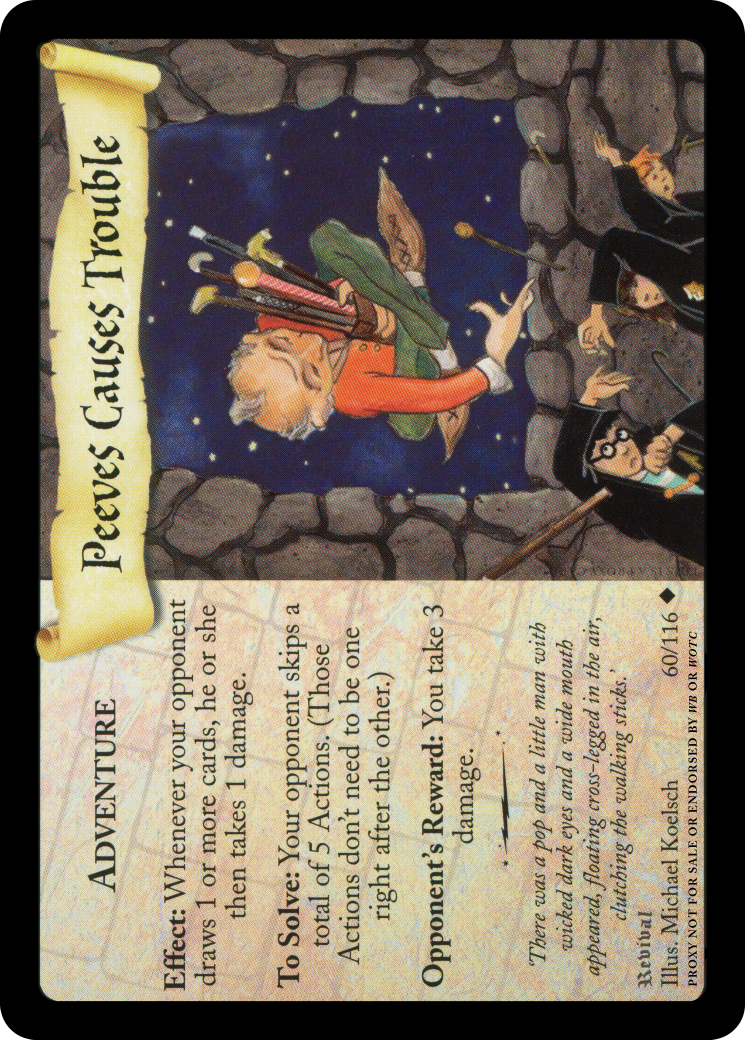 Peeves Causes Trouble
ADVENTURE
Effect: Whenever your opponent
draws 1 or more cards, he or she
then takes 1 damage.
To Solve: Your opponent skips a
total of 5 Actions. (Those
Actions don't need to be one
right after the other.)
Opponent's Reward: You take 3
damage.
'There was a pop and a little man with
wicked dark eyes and a wide mouth
appeared, floating cross-legged in the air,
clutching the walking sticks.'
Revival
Illus. Michael Koelsch 60/116 ◆
PROXY NOT FOR SALE OR ENDORSED BY WB OR WOTC